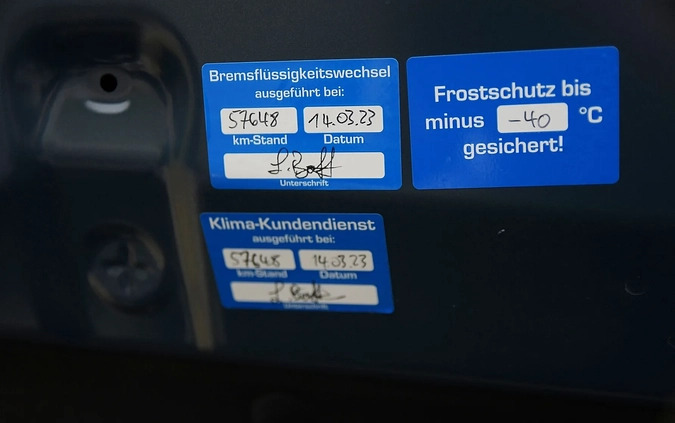 Bremsflüssigkeitswechsel
ausgeführt bei:
57648 14.03.23
km-Stand Datum
Unterschrift
Frostschutz bis
minus -40 °C
gesichert!
Klima-Kundendienst
ausgeführt bei:
57648 14.03.23
km-Stand Datum
Unterschrift